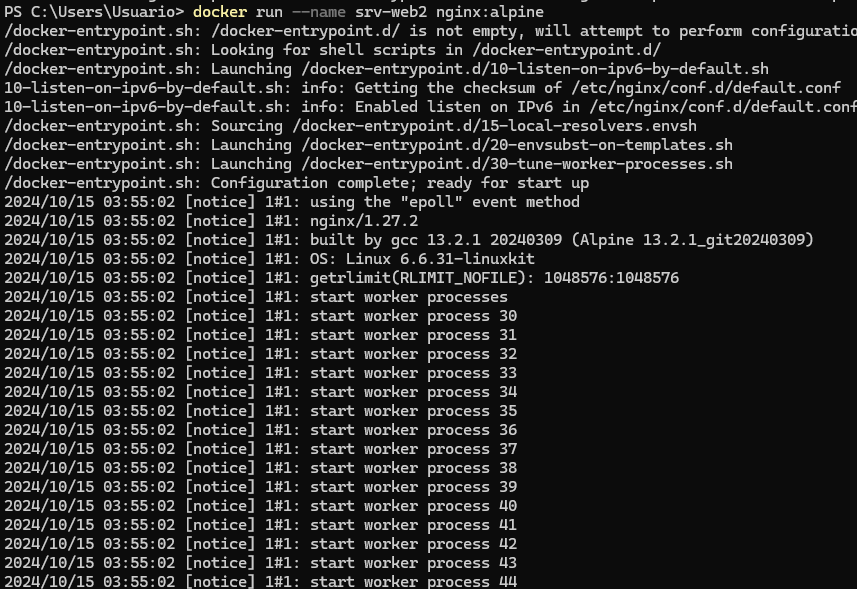 PS C:\Users\Usuario> docker run --name srv-web2 nginx:alpine
/docker-entrypoint.sh: /docker-entrypoint.d/ is not empty, will attempt to perform configuratio
/docker-entrypoint.sh: Looking for shell scripts in /docker-entrypoint.d/
/docker-entrypoint.sh: Launching /docker-entrypoint.d/10-listen-on-ipv6-by-default.sh
10-listen-on-ipv6-by-default.sh: info: Getting the checksum of /etc/nginx/conf.d/default.conf
10-listen-on-ipv6-by-default.sh: info: Enabled listen on IPv6 in /etc/nginx/conf.d/default.conf
/docker-entrypoint.sh: Sourcing /docker-entrypoint.d/15-local-resolvers.envsh
/docker-entrypoint.sh: Launching /docker-entrypoint.d/20-envsubst-on-templates.sh
/docker-entrypoint.sh: Launching /docker-entrypoint.d/30-tune-worker-processes.sh
/docker-entrypoint.sh: Configuration complete; ready for start up
2024/10/15 03:55:02 [notice] 1#1: using the "epoll" event method
2024/10/15 03:55:02 [notice] 1#1: nginx/1.27.2
2024/10/15 03:55:02 [notice] 1#1: built by gcc 13.2.1 20240309 (Alpine 13.2.1_git20240309)
2024/10/15 03:55:02 [notice] 1#1: OS: Linux 6.6.31-linuxkit
2024/10/15 03:55:02 [notice] 1#1: getrlimit(RLIMIT_NOFILE): 1048576:1048576
2024/10/15 03:55:02 [notice] 1#1: start worker processes
2024/10/15 03:55:02 [notice] 1#1: start worker process 30
2024/10/15 03:55:02 [notice] 1#1: start worker process 31
2024/10/15 03:55:02 [notice] 1#1: start worker process 32
2024/10/15 03:55:02 [notice] 1#1: start worker process 33
2024/10/15 03:55:02 [notice] 1#1: start worker process 34
2024/10/15 03:55:02 [notice] 1#1: start worker process 35
2024/10/15 03:55:02 [notice] 1#1: start worker process 36
2024/10/15 03:55:02 [notice] 1#1: start worker process 37
2024/10/15 03:55:02 [notice] 1#1: start worker process 38
2024/10/15 03:55:02 [notice] 1#1: start worker process 39
2024/10/15 03:55:02 [notice] 1#1: start worker process 40
2024/10/15 03:55:02 [notice] 1#1: start worker process 41
2024/10/15 03:55:02 [notice] 1#1: start worker process 42
2024/10/15 03:55:02 [notice] 1#1: start worker process 43
2024/10/15 03:55:02 [notice] 1#1: start worker process 44